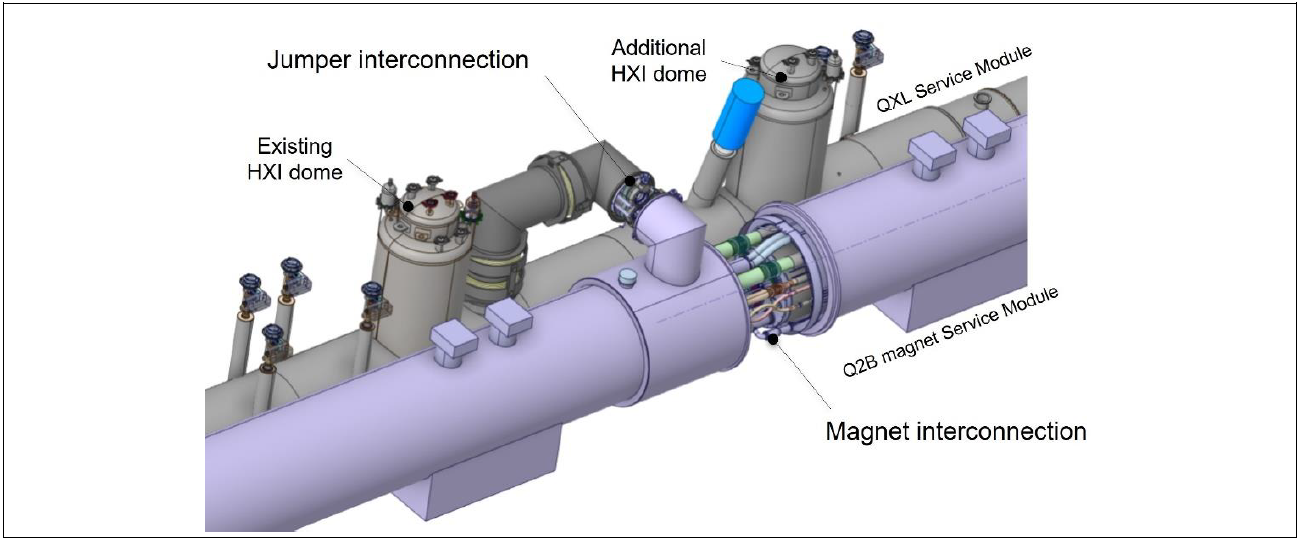 Jumper interconnection
Additional
HXI dome
QXL Service Module
Existing
HXI dome
Q2B magnet Service Module
Magnet interconnection